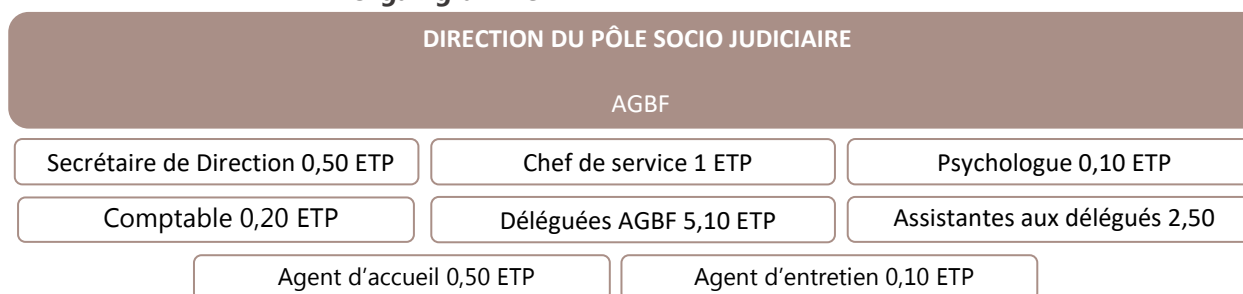 DIRECTION DU PÔLE SOCIO JUDICIAIRE
AGBF
Secrétaire de Direction 0,50 ETP
Chef de service 1 ETP
Psychologue 0,10 ETP
Comptable 0,20 ETP
Déléguées AGBF 5,10 ETP
Assistantes aux délégués 2,50
Agent d'accueil 0,50 ETP
Agent d'entretien 0,10 ETP